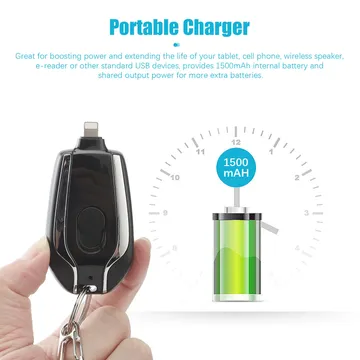 Portable Charger
Great for boosting power and extending the life of your tablet, cell phone, wireless speaker,
e-reader or other standard USB devices, provides 1500mAh internal battery and
shared output power for more extra batteries.
1500
mAH
12
11
1
10
2
9
3
8
4
7
5
6